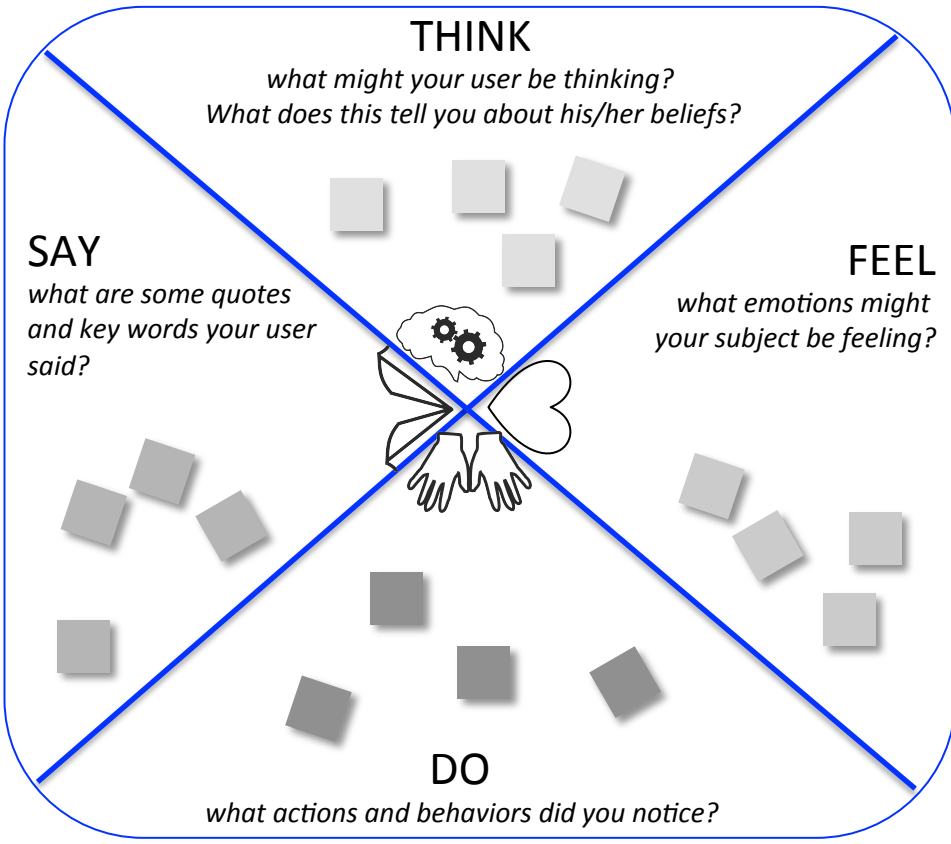 THINK
what might your user be thinking?
What does this tell you about his/her beliefs?
SAY
what are some quotes
and key words your user
said?
FEEL
what emotions might
your subject be feeling?
DO
what actions and behaviors did you notice?